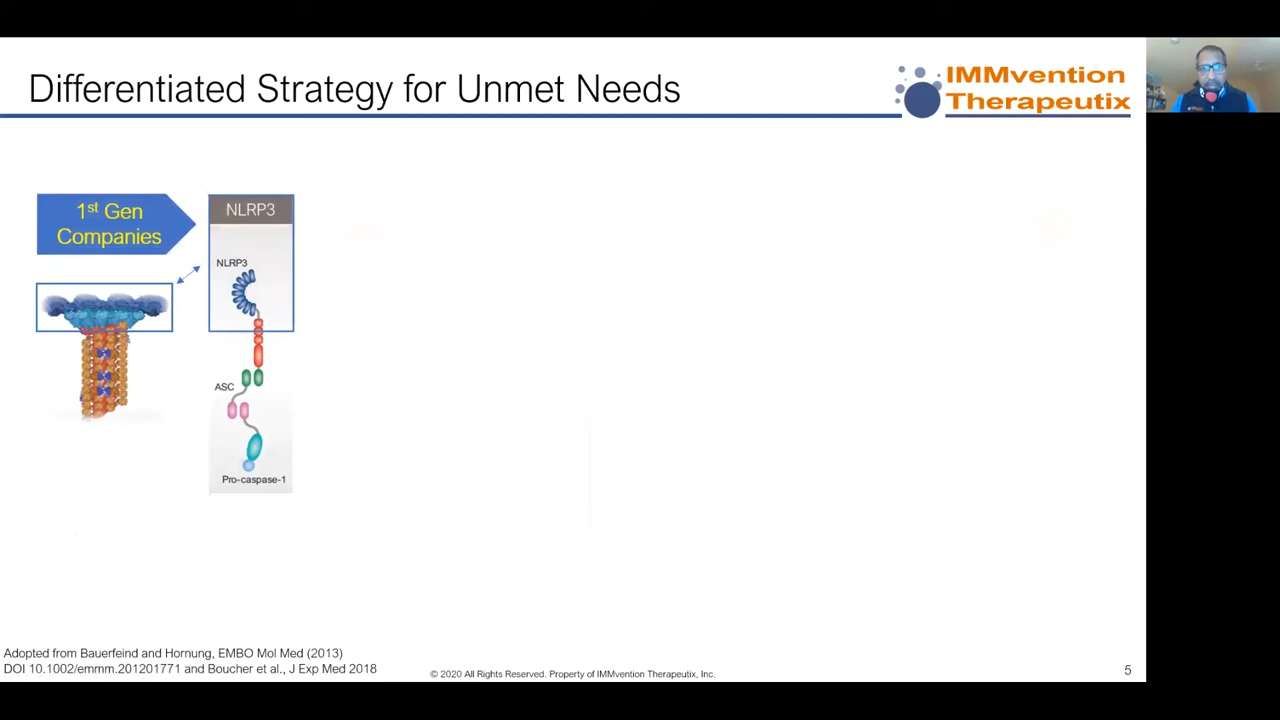 Differentiated Strategy for Unmet Needs
IMMvention
Therapeutix
1st Gen
Companies
NLRP3
NLRP3
ASC
Pro-caspase-1
Adopted from Bauerfeind and Hornung, EMBO Mol Med (2013)
DOI 10.1002/emmm.201201771 and Boucher et al., J Exp Med 2018
© 2020 All Rights Reserved. Property of IMMvention Therapeutix, Inc.
5